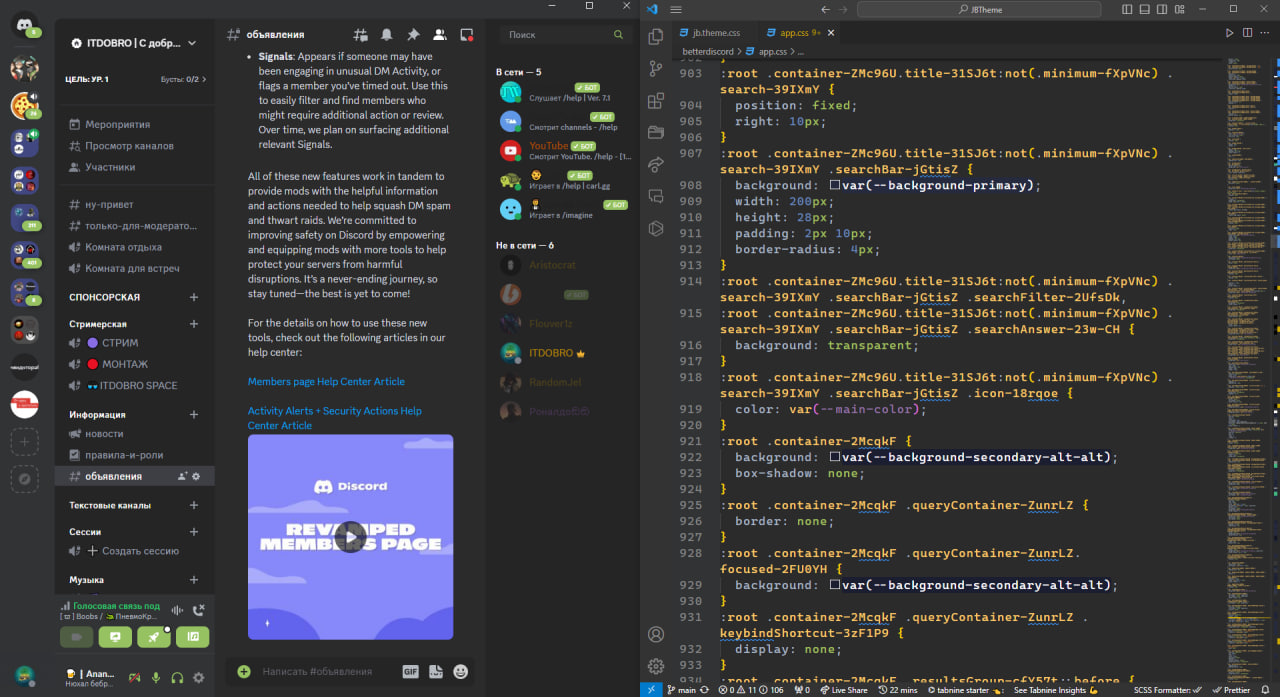 5
ITDOBRO | С добр...
ЦЕЛЬ: УР. 1
Бусты: 0/2
Мероприятия
Просмотр каналов
Участники
ну-привет
только-для-модерато...
Комната отдыха
Комната для встреч
СПОНСОРСКАЯ
Стримерская
СТРИМ
МОНТАЖ
ITDOBRO SPACE
Информация
новости
правила-и-роли
объявления
Текстовые каналы
Сессии
Создать сессию
Музыка
Голосовая связь под
Boobs /
ПневиоКр...
| Anan...
Нюхал бебр...
объявления
Поиск
• Signals: Appears if someone may
have been engaging in unusual DM Activity, or
flags a member you've timed out. Use this
to easily filter and find members who
might require additional action or review.
Over time, we plan on surfacing additional
relevant Signals.
All of these new features work in tandem to
provide mods with the helpful information
and actions needed to help squash DM spam
and thwart raids. We're committed to
improving safety on Discord by empowering
and equipping mods with more tools to help
protect your servers from harmful
disruptions. It's a never-ending journey, so
stay tuned—the best is yet to come!
For the details on how to use these new
tools, check out the following articles in our
help center:
Members page Help Center Article
Activity Alerts + Security Actions Help
Center Article
Discord
REVAMPED
MEMBERS PAGE
Написать #объявления
GIF
В сети — 5
✓ БОТ
Слушает /help | Ver. 7.1
✓ БОТ
Смотрит channels - /help
YouTube ✓ БОТ
Смотрит YouTube. /help - [1...
✓ БОТ
Играет в /help | carl.gg
✓ БОТ
Играет в /imagine
Не в сети — 6
Aristocrat
✓ БОТ
Flouver1z
ITDOBRO
RandomJel
Роналдо
JBTheme
jb.theme.css
app.css 9+
betterdiscord > app.css > ...
903 :root .container-ZMc96U.title-31SJ6t:not(.minimum-fXpVNc) .
search-39IXmY {
904 position: fixed;
905 right: 10px;
906 }
907 :root .container-ZMc96U.title-31SJ6t:not(.minimum-fXpVNc) .
search-39IXmY .searchBar-jGtisZ {
908 background: var(--background-primary);
909 width: 200px;
910 height: 28px;
911 padding: 2px 10px;
912 border-radius: 4px;
913 }
914 :root .container-ZMc96U.title-31SJ6t:not(.minimum-fXpVNc) .
search-39IXmY .searchBar-jGtisZ .searchFilter-2UfsDk,
915 :root .container-ZMc96U.title-31SJ6t:not(.minimum-fXpVNc) .
search-39IXmY .searchBar-jGtisZ .searchAnswer-23w-CH {
916 background: transparent;
917 }
918 :root .container-ZMc96U.title-31SJ6t:not(.minimum-fXpVNc) .
search-39IXmY .searchBar-jGtisZ .icon-18rqoe {
919 color: var(--main-color);
920 }
921 :root .container-2McqkF {
922 background: var(--background-secondary-alt-alt);
923 box-shadow: none;
924 }
925 :root .container-2McqkF .queryContainer-ZunrLZ {
926 border: none;
927 }
928 :root .container-2McqkF .queryContainer-ZunrLZ.
focused-2FU0YH {
929 background: var(--background-secondary-alt-alt);
930 }
931 :root .container-2McqkF .queryContainer-ZunrLZ .
keybindShortcut-3zF1P9 {
932 display: none;
933 }
934 :root .container-2McqkF .resultsGroup-cfY57t::before {
main 0 11 106 0 Live Share 22 mins tabnine starter See Tabnine Insights SCSS Formatter: Prettier